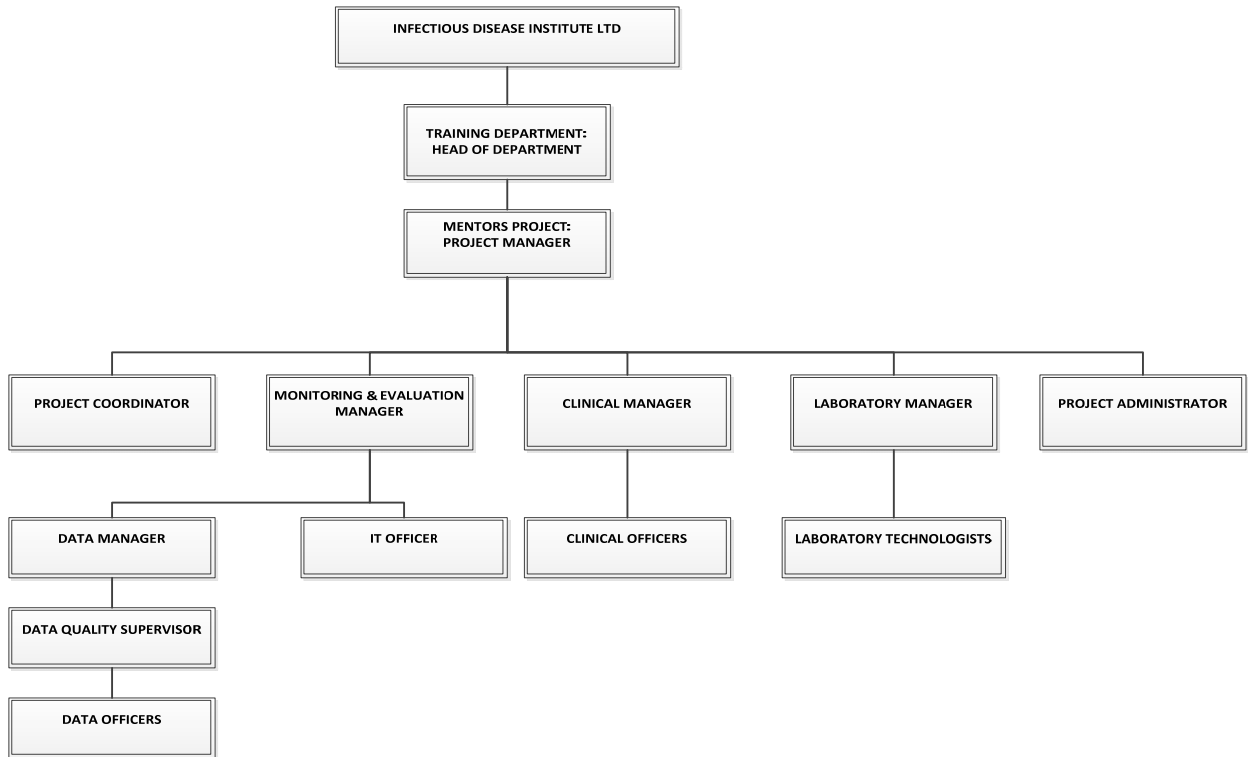 INFECTIOUS DISEASE INSTITUTE LTD
TRAINING DEPARTMENT:
HEAD OF DEPARTMENT
MENTORS PROJECT:
PROJECT MANAGER
PROJECT COORDINATOR
MONITORING & EVALUATION
MANAGER
CLINICAL MANAGER
LABORATORY MANAGER
PROJECT ADMINISTRATOR
DATA MANAGER
IT OFFICER
CLINICAL OFFICERS
LABORATORY TECHNOLOGISTS
DATA QUALITY SUPERVISOR
DATA OFFICERS